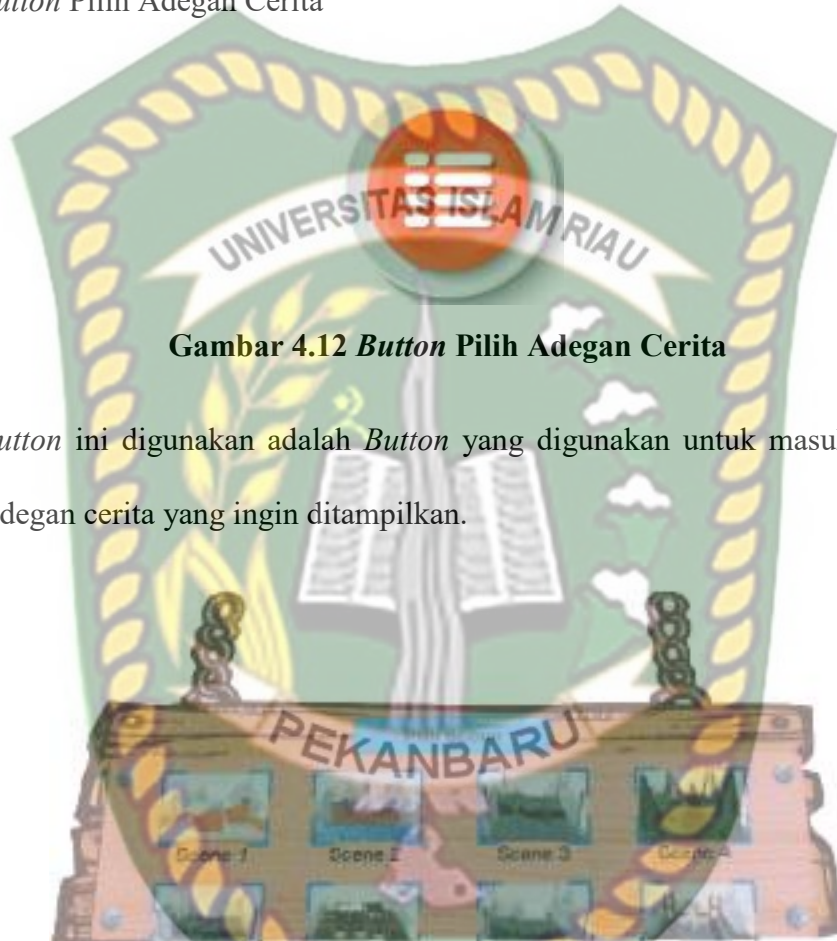 Button Pilih Adegan Cerita
UNIVERSITAS ISLAM RIAU
Gambar 4.12 Button Pilih Adegan Cerita
utton ini digunakan adalah Button yang digunakan untuk masu
degan cerita yang ingin ditampilkan.
PEKANBARU
Scene 1 Scene 2 Scene 3 Scene 4